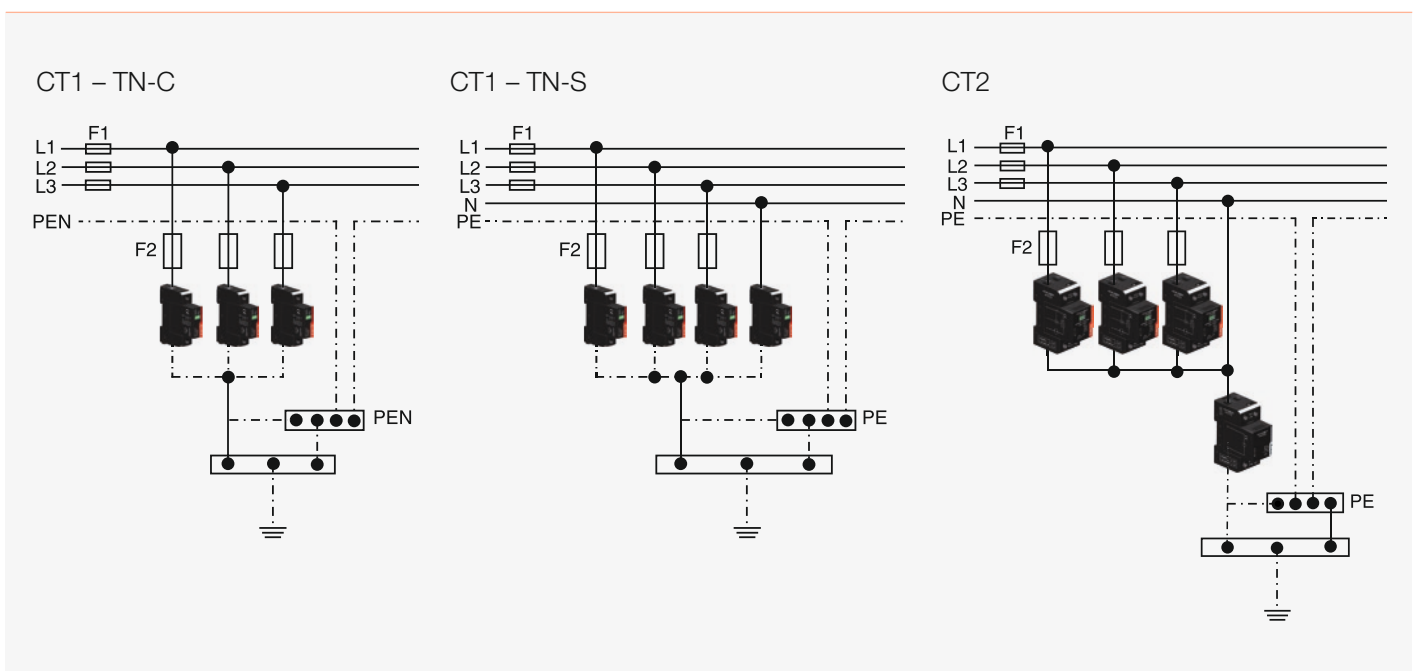 CT1 – TN-C
F1
L1
L2
L3
PEN
F2
PEN
CT1 – TN-S
F1
L1
L2
L3
N
PE
F2
PE
CT2
F1
L1
L2
L3
N
PE
F2
PE